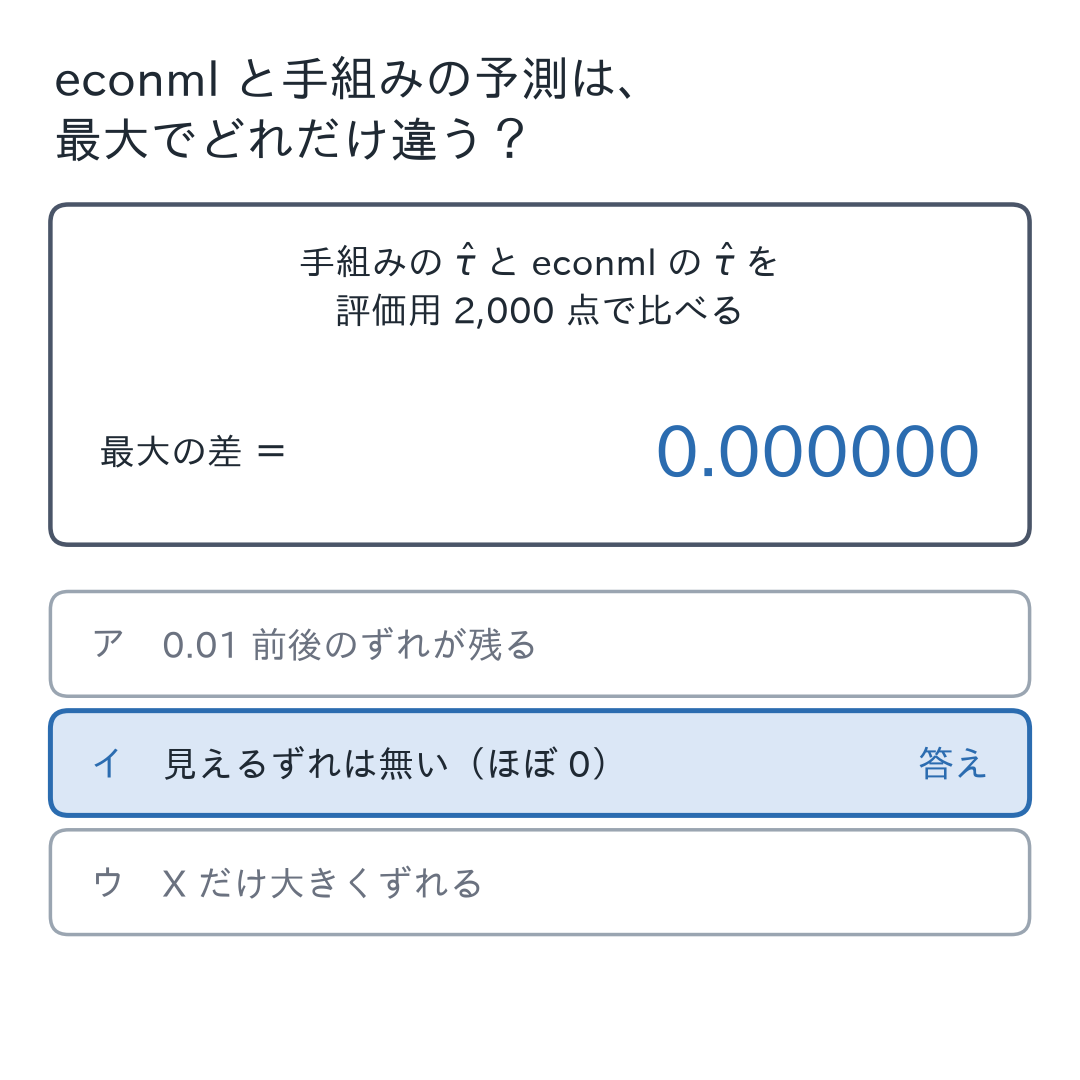 econml と手組みの予測は、
最大でどれだけ違う？
手組みの τ̂ と econml の τ̂ を
評価用 2,000 点で比べる
最大の差 = 0.000000
ア 0.01 前後のずれが残る
イ 見えるずれは無い（ほぼ 0） 答え
ウ X だけ大きくずれる